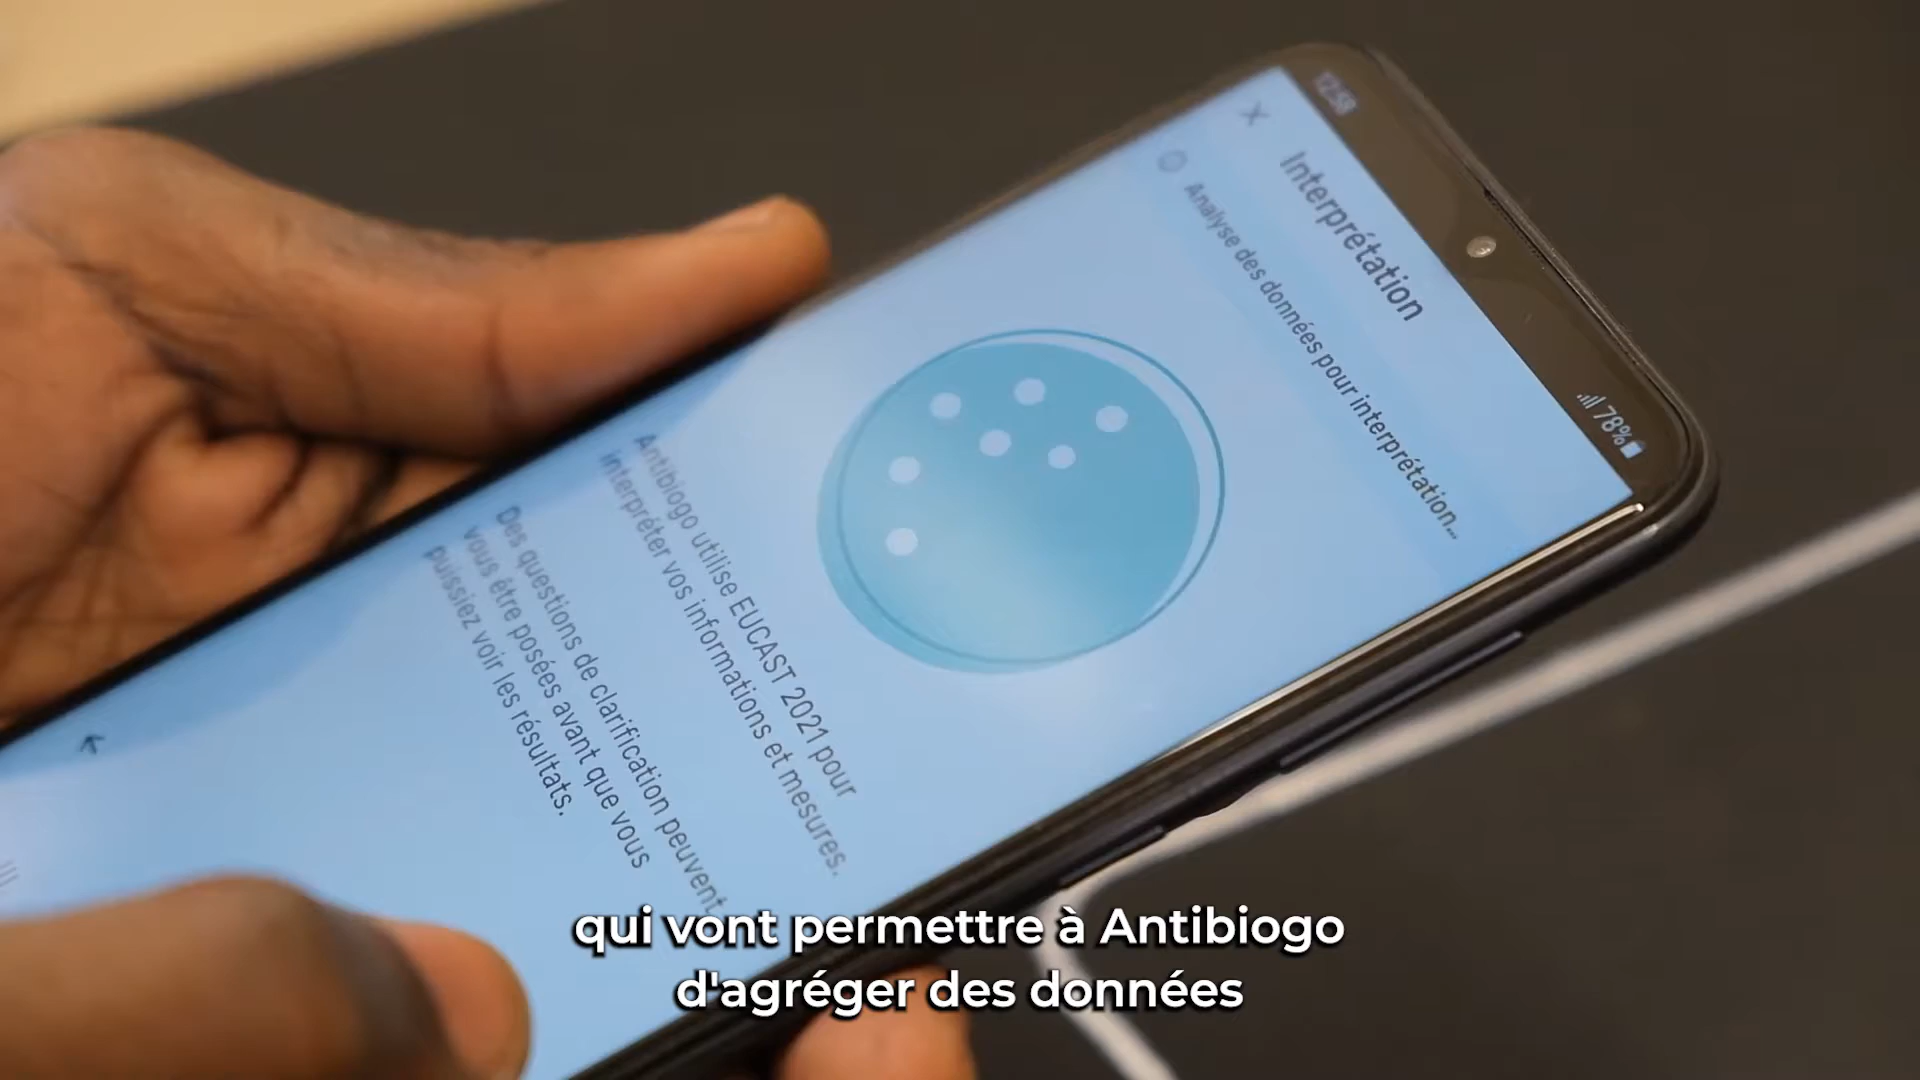 12:58
78%
Interprétation
Analyse des données pour interprétation...
Antibiogo utilise EUCAST 2021 pour
interpréter vos informations et mesures.
Des questions de clarification peuvent
vous être posées avant que vous
puissiez voir les résultats.
qui vont permettre à Antibiogo
d'agréger des données